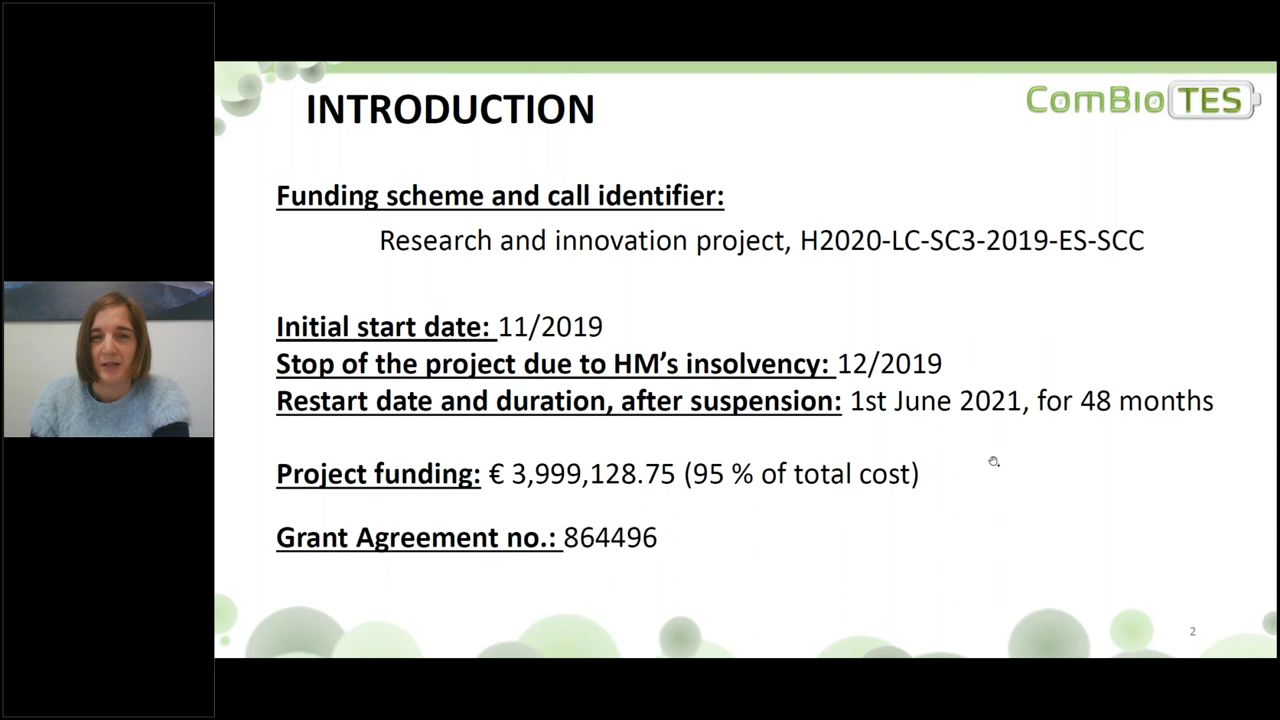 INTRODUCTION
ComBioTES
Funding scheme and call identifier:
Research and innovation project, H2020-LC-SC3-2019-ES-SCC
Initial start date: 11/2019
Stop of the project due to HM's insolvency: 12/2019
Restart date and duration, after suspension: 1st June 2021, for 48 months
Project funding: € 3,999,128.75 (95 % of total cost)
Grant Agreement no.: 864496
2